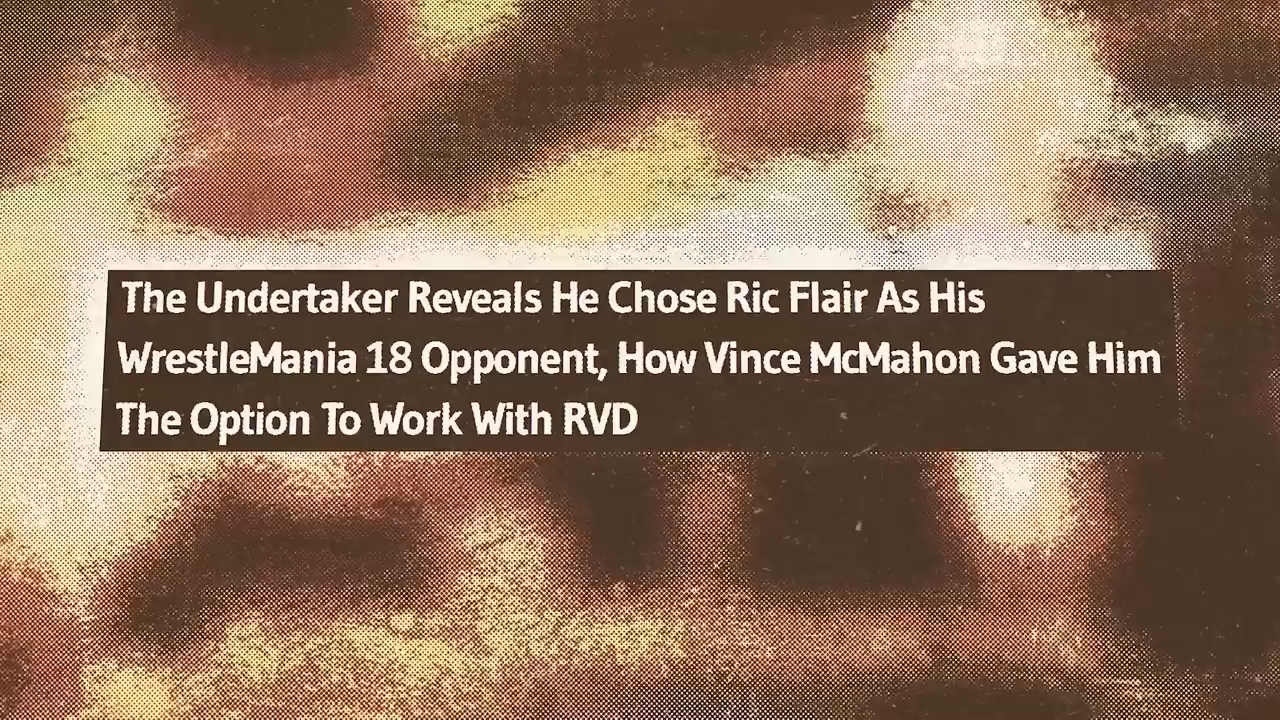 The Undertaker Reveals He Chose Ric Flair As His
WrestleMania 18 Opponent, How Vince McMahon Gave Him
The Option To Work With RVD